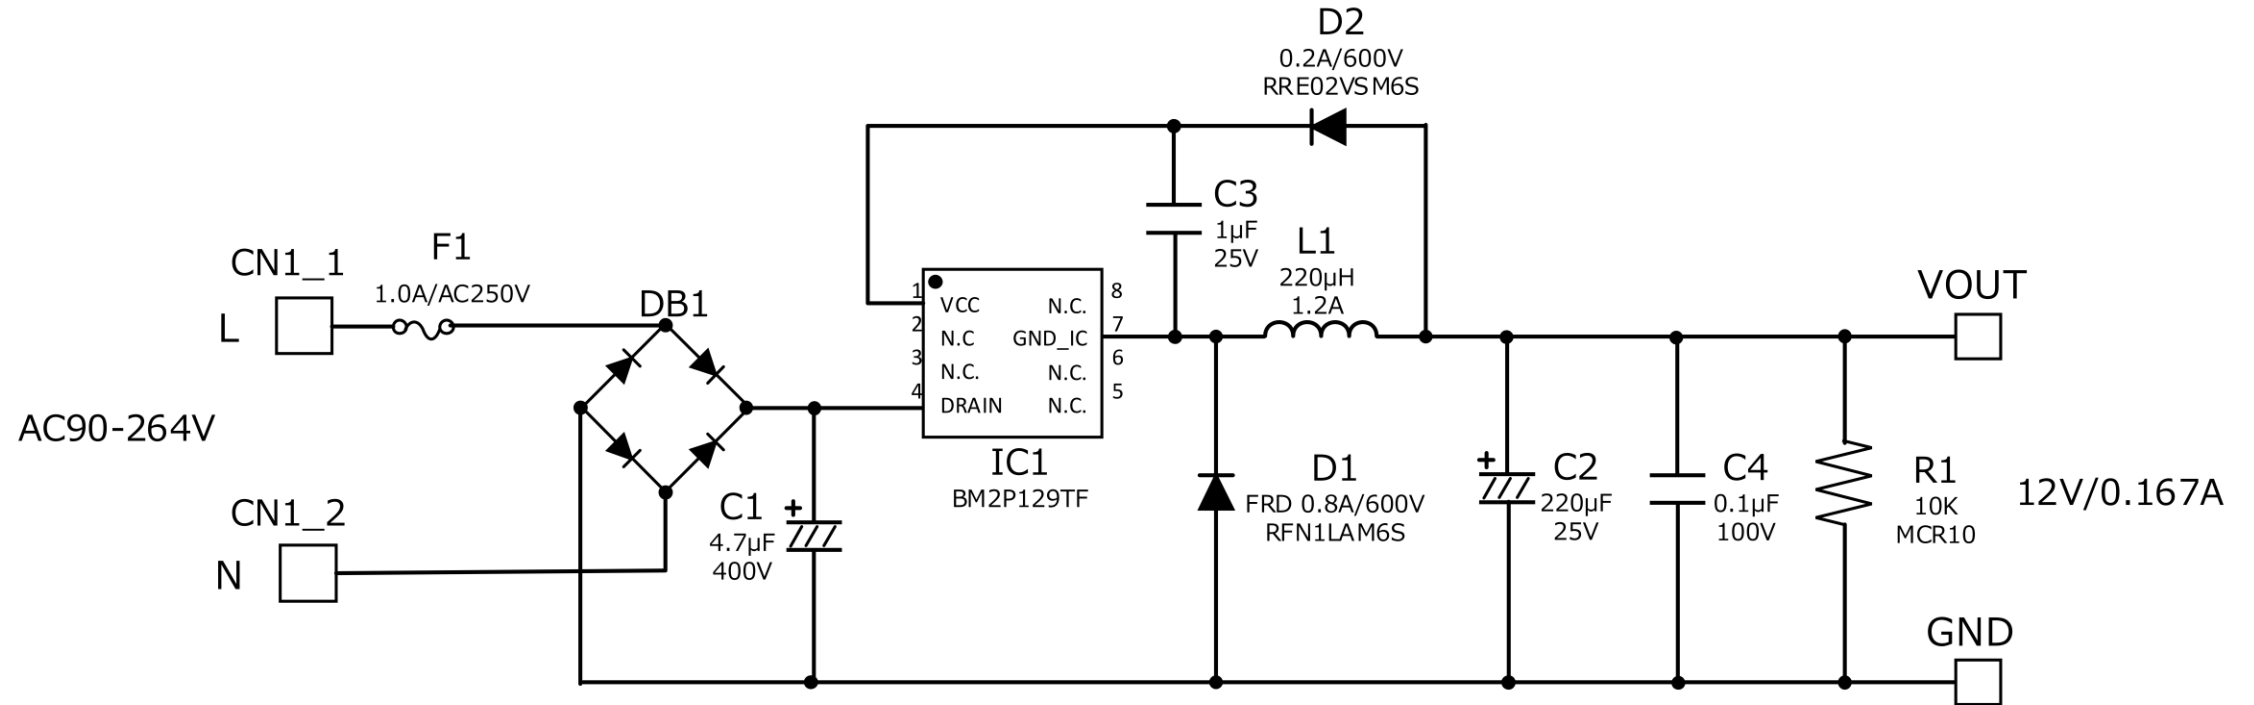 D2
0.2A/600V
RRE02VSM6S
C3
1µF
25V
L1
220µH
1.2A
CN1_1
F1
1.0A/AC250V
L
DB1
1
VCC
N.C.
8
2
N.C
GND_IC
7
3
N.C.
N.C.
6
4
DRAIN
N.C.
5
IC1
BM2P129TF
VOUT
AC90-264V
CN1_2
N
C1
+
4.7µF
400V
D1
FRD 0.8A/600V
RFN1LAM6S
+
C2
220µF
25V
C4
0.1µF
100V
R1
10K
MCR10
12V/0.167A
GND